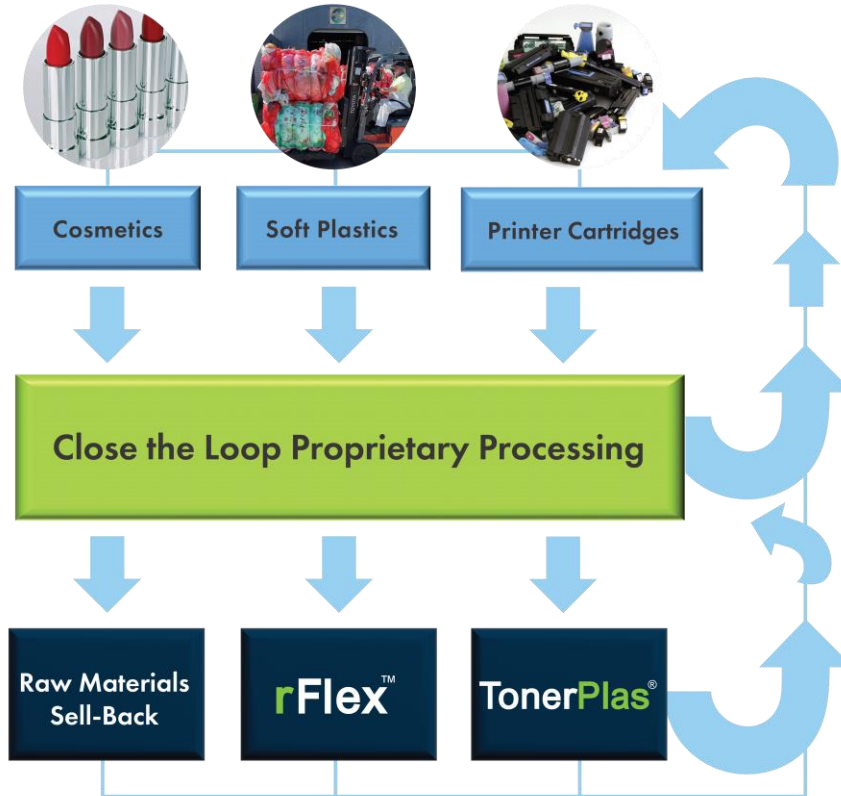 Cosmetics
Soft Plastics
Printer Cartridges
Close the Loop Proprietary Processing
Raw Materials
Sell-Back
rFlex™
TonerPlas®